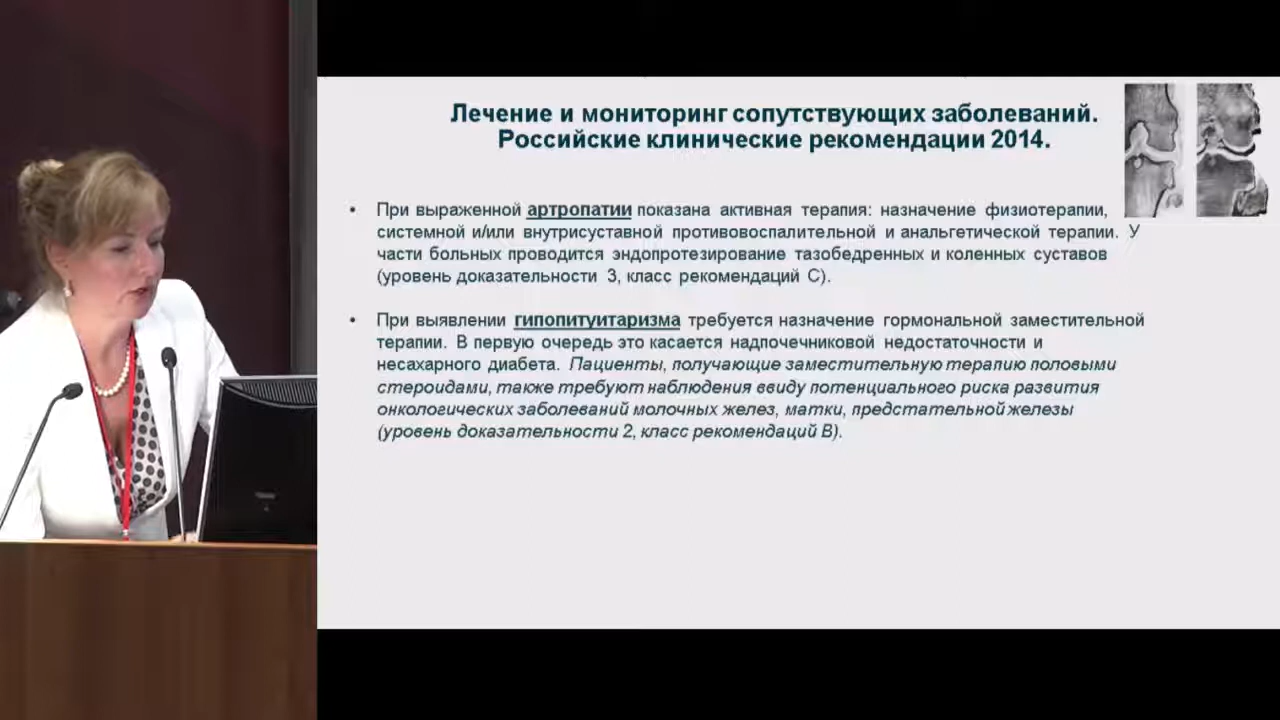 Лечение и мониторинг сопутствующих заболеваний.
Российские клинические рекомендации 2014.
• При выраженной артропатии показана активная терапия: назначение физиотерапии,
системной и/или внутрисуставной противовоспалительной и анальгетической терапии. У
части больных проводится эндопротезирование тазобедренных и коленных суставов
(уровень доказательности 3, класс рекомендаций С).
• При выявлении гипопитуитаризма требуется назначение гормональной заместительной
терапии. В первую очередь это касается надпочечниковой недостаточности и
несахарного диабета. Пациенты, получающие заместительную терапию половыми
стероидами, также требуют наблюдения ввиду потенциального риска развития
онкологических заболеваний молочных желез, матки, предстательной железы
(уровень доказательности 2, класс рекомендаций В).